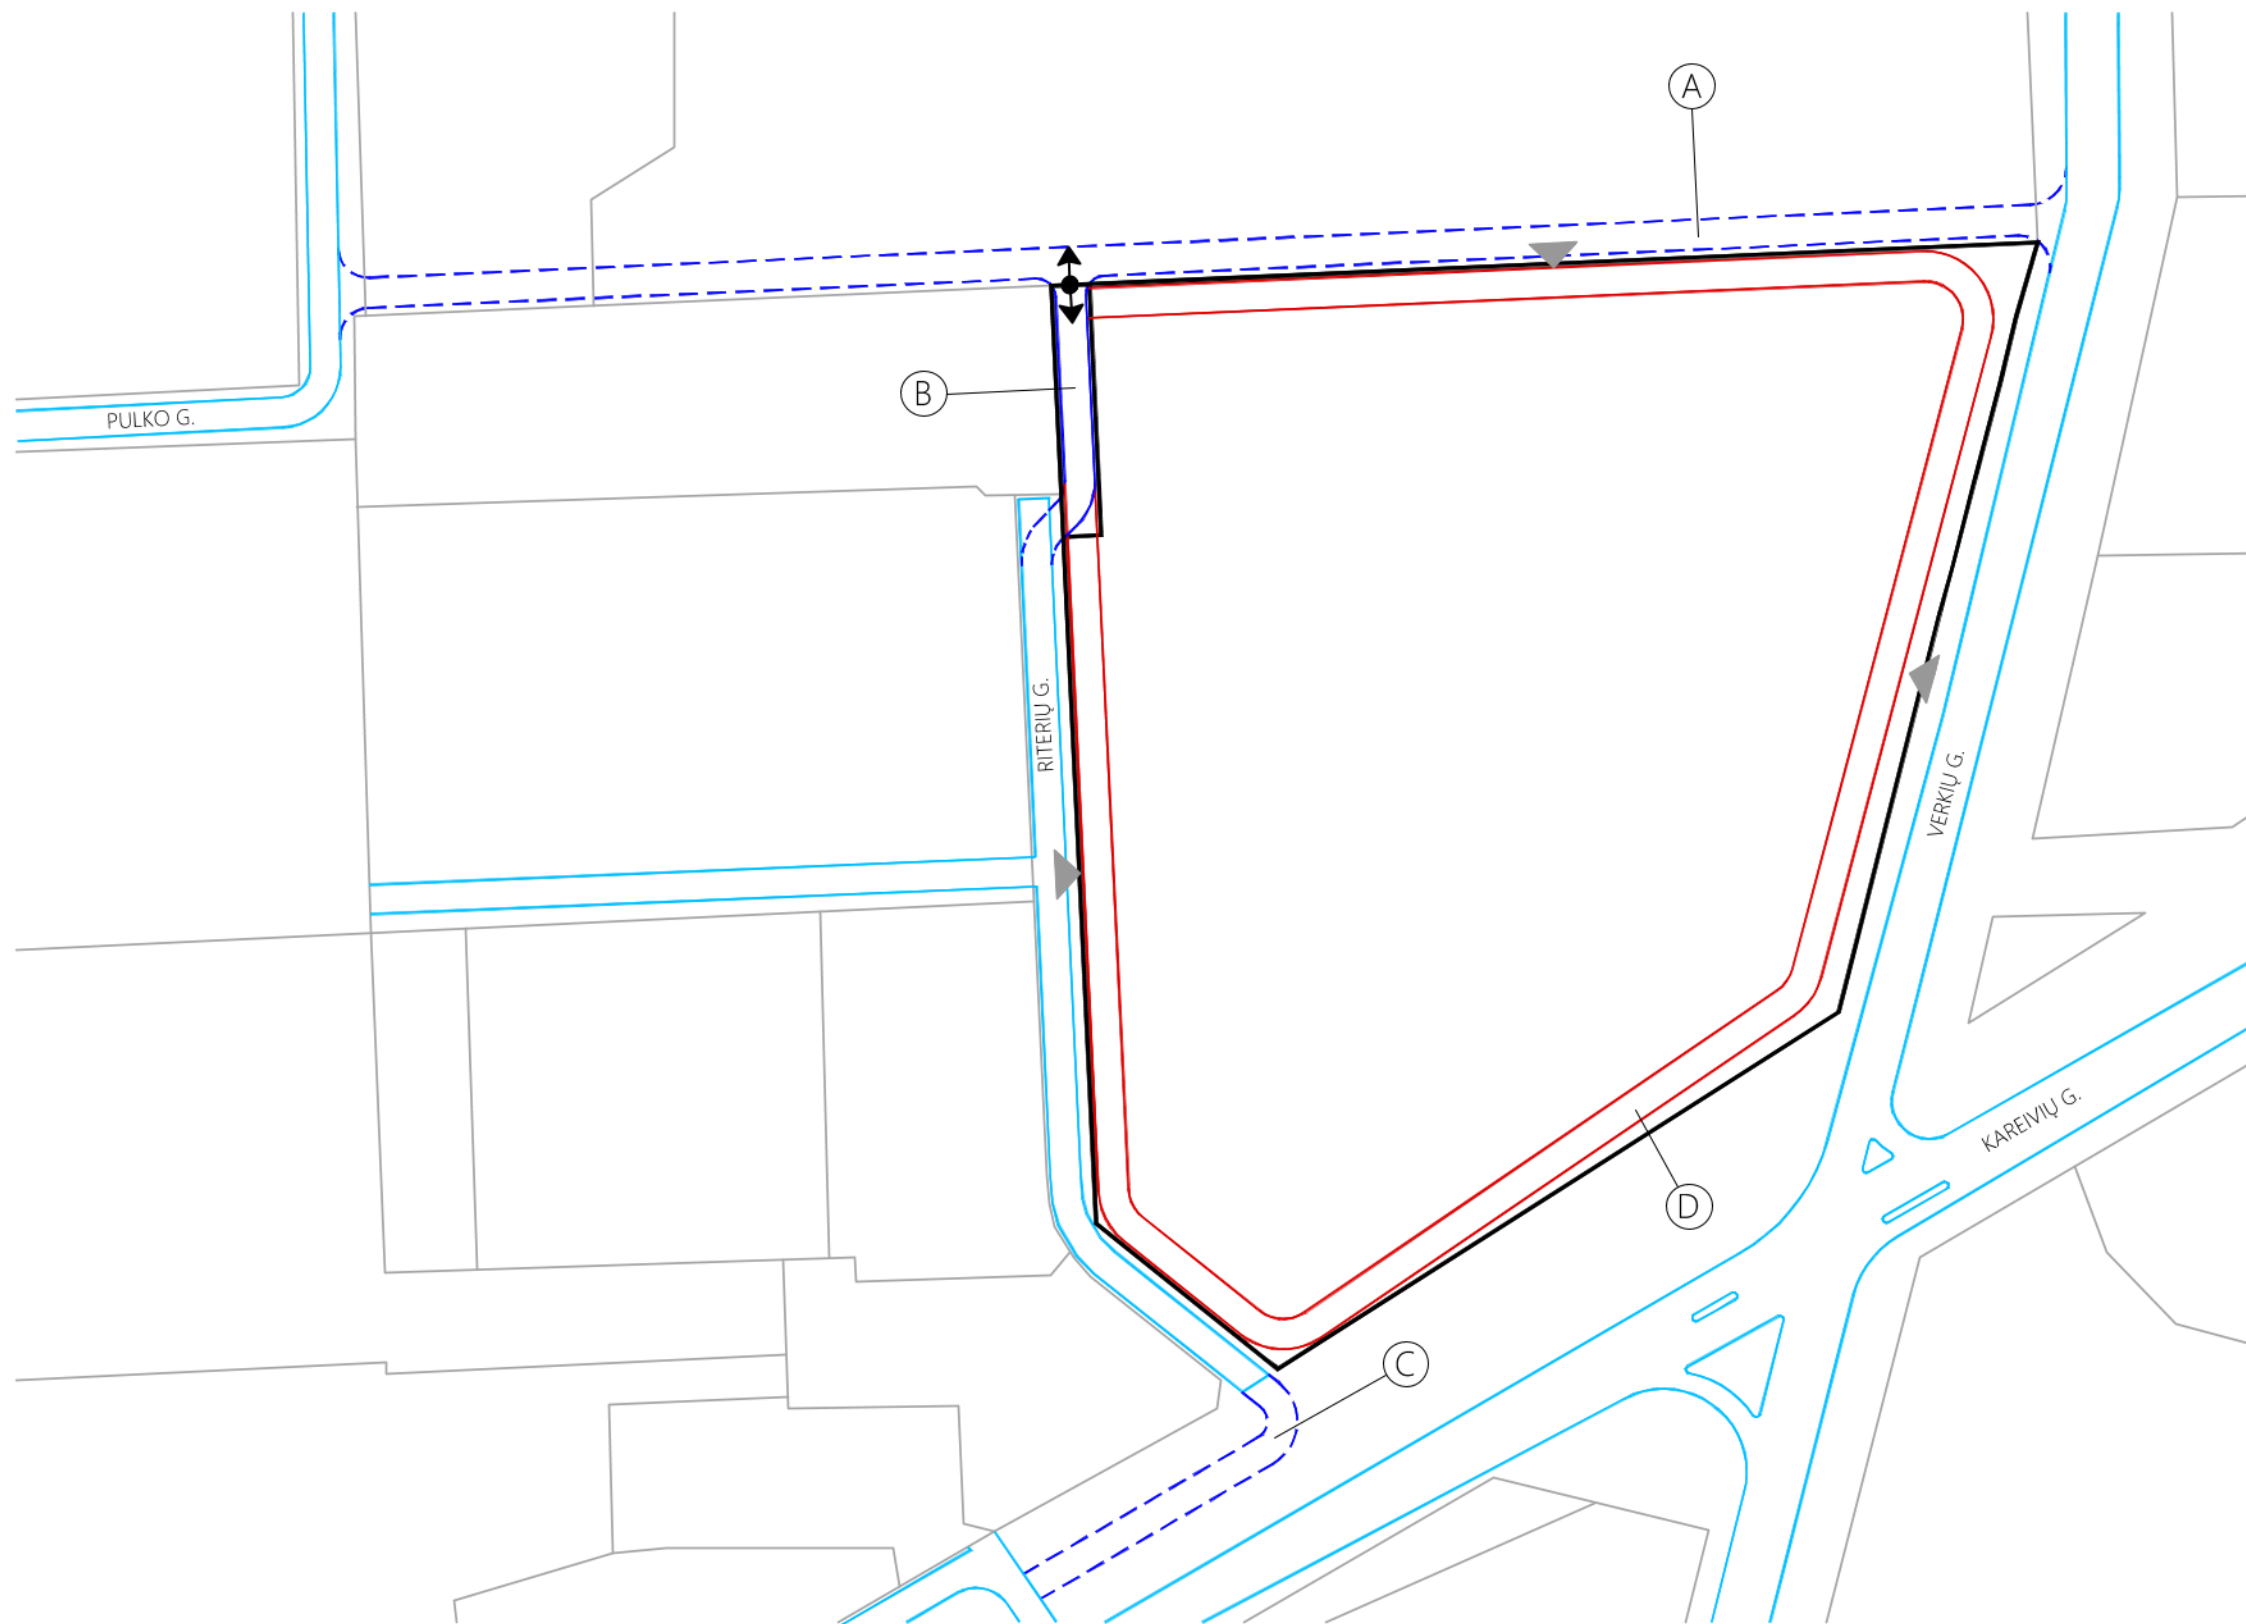 A
B
PULKO G.
RITERIŲ G.
VERKIŲ G.
KAREIVIŲ G.
D
C